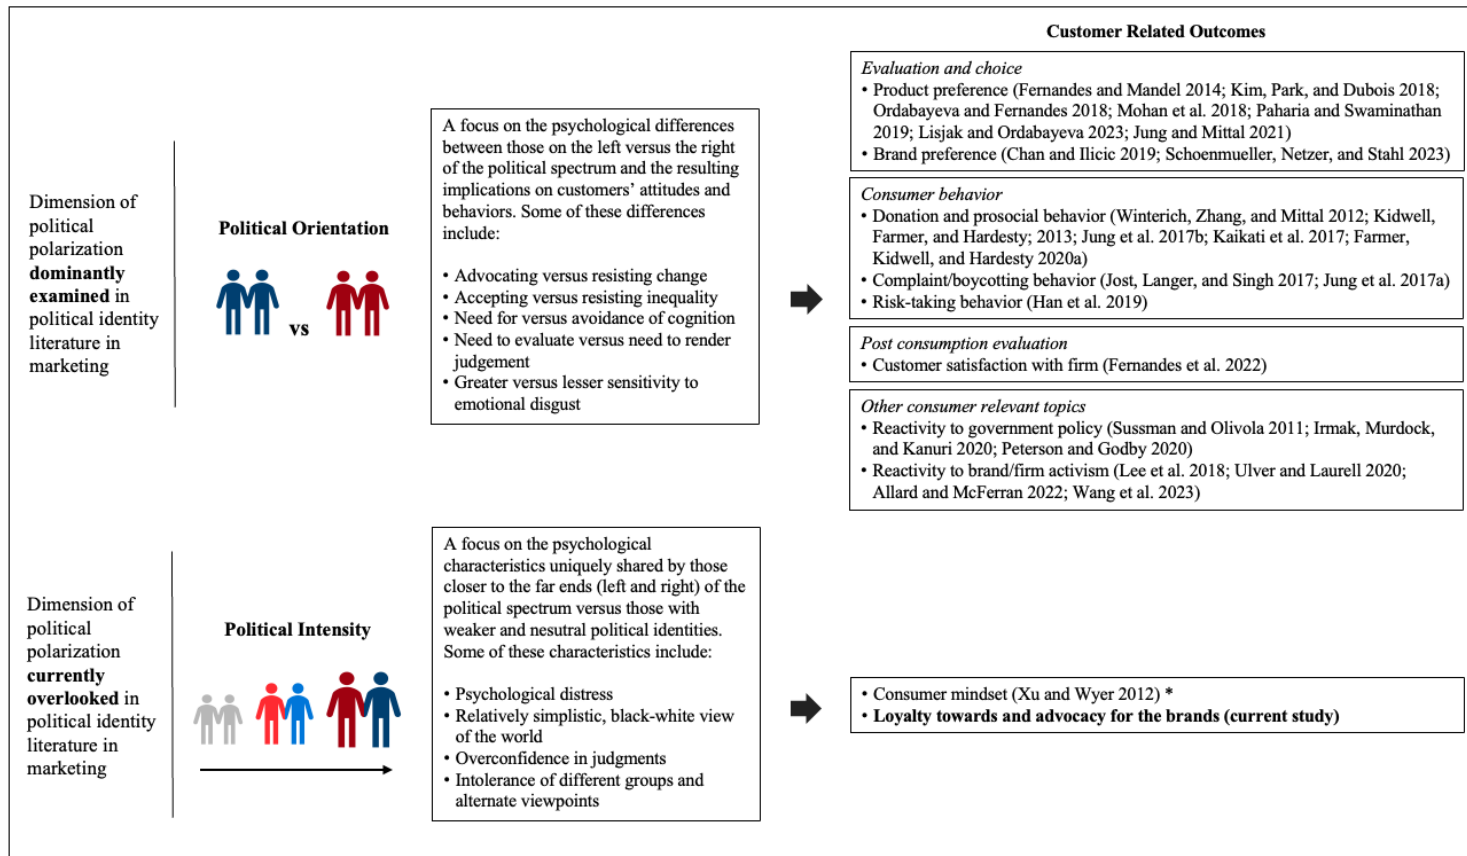 Customer Related Outcomes
Dimension of
political
polarization
dominantly
examined in
political identity
literature in
marketing
Political Orientation
vs
A focus on the psychological differences
between those on the left versus the right
of the political spectrum and the resulting
implications on customers' attitudes and
behaviors. Some of these differences
include:
• Advocating versus resisting change
• Accepting versus resisting inequality
• Need for versus avoidance of cognition
• Need to evaluate versus need to render
judgement
• Greater versus lesser sensitivity to
emotional disgust
Evaluation and choice
• Product preference (Fernandes and Mandel 2014; Kim, Park, and Dubois 2018;
Ordabayeva and Fernandes 2018; Mohan et al. 2018; Paharia and Swaminathan
2019; Lisjak and Ordabayeva 2023; Jung and Mittal 2021)
• Brand preference (Chan and Ilicic 2019; Schoenmueller, Netzer, and Stahl 2023)
Consumer behavior
• Donation and prosocial behavior (Winterich, Zhang, and Mittal 2012; Kidwell,
Farmer, and Hardesty; 2013; Jung et al. 2017b; Kaikati et al. 2017; Farmer,
Kidwell, and Hardesty 2020a)
• Complaint/boycotting behavior (Jost, Langer, and Singh 2017; Jung et al. 2017a)
• Risk-taking behavior (Han et al. 2019)
Post consumption evaluation
• Customer satisfaction with firm (Fernandes et al. 2022)
Other consumer relevant topics
• Reactivity to government policy (Sussman and Olivola 2011; Irmak, Murdock,
and Kanuri 2020; Peterson and Godby 2020)
• Reactivity to brand/firm activism (Lee et al. 2018; Ulver and Laurell 2020;
Allard and McFerran 2022; Wang et al. 2023)
Dimension of
political
polarization
currently
overlooked in
political identity
literature in
marketing
Political Intensity
A focus on the psychological
characteristics uniquely shared by those
closer to the far ends (left and right) of the
political spectrum versus those with
weaker and nesutral political identities.
Some of these characteristics include:
• Psychological distress
• Relatively simplistic, black-white view
of the world
• Overconfidence in judgments
• Intolerance of different groups and
alternate viewpoints
• Consumer mindset (Xu and Wyer 2012) *
• Loyalty towards and advocacy for the brands (current study)